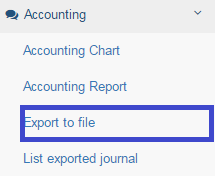 Accounting
Accounting Chart
Accounting Report
Export to file
List exported journal